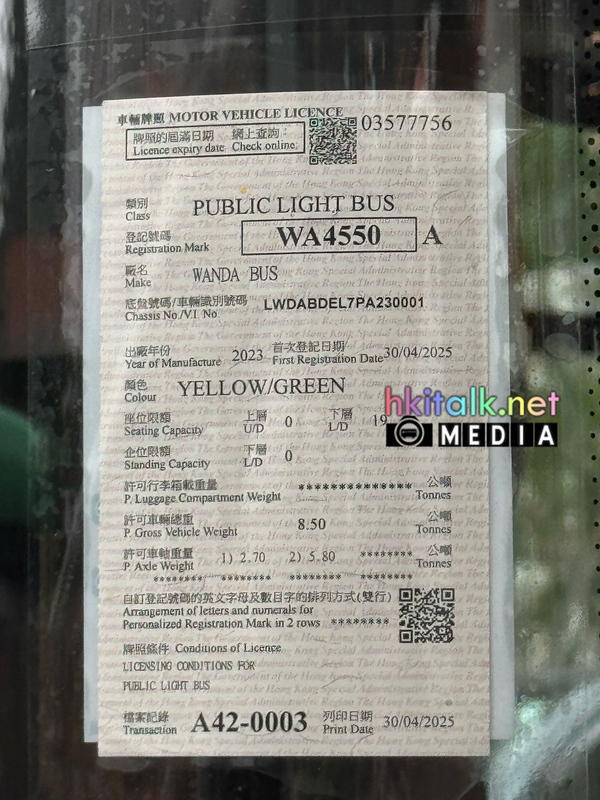 車輛牌照 MOTOR VEHICLE LICENCE
03577756
牌照的屆滿日期 網上查詢:
Licence expiry date Check online:
類別
Class PUBLIC LIGHT BUS
登記號碼
Registration Mark WA4550 A
廠名
Make WANDA BUS
底盤號碼/車輛識別號碼 LWDABDEL7PA230001
Chassis No/V.I. No.
出廠年份 首次登記日期
Year of Manufacture 2023 First Registration Date 30/04/2025
顏色
Colour YELLOW/GREEN
座位限額 上層 下層
Seating Capacity U/D 0 L/D 19
企位限額 下層
Standing Capacity L/D 0
許可行李箱載重量 公噸
P. Luggage Compartment Weight ************** Tonnes
許可車輛總重 公噸
P. Gross Vehicle Weight 8.50 Tonnes
許可車軸重量 公噸
P. Axle Weight 1) 2.70 2) 5.80 ******** Tonnes
******** ******** ******** ********
自訂登記號碼的英文字母及數目字的排列方式(雙行)
Arrangement of letters and numerals for
Personalized Registration Mark in 2 rows ********
牌照條件 Conditions of Licence
LICENSING CONDITIONS FOR
PUBLIC LIGHT BUS
檔案記錄 列印日期
Transaction A42-0003 Print Date 30/04/2025
hkitalk.net
MEDIA